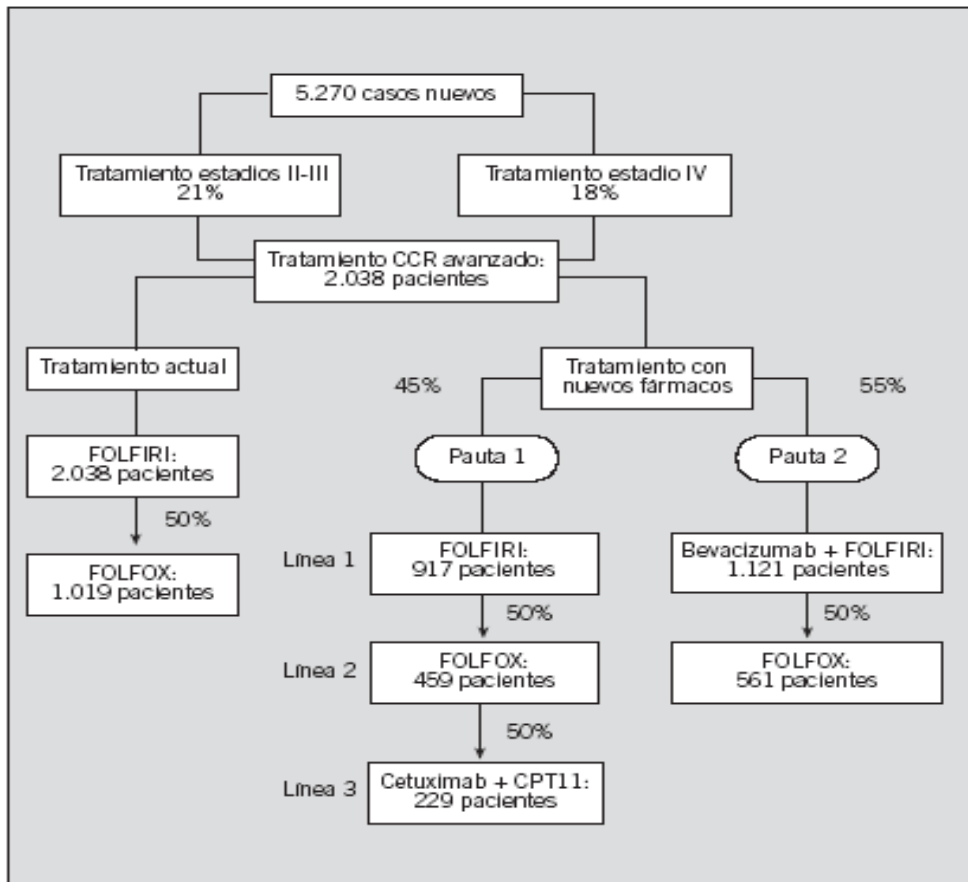 5.270 casos nuevos
Tratamiento estadios II-III
21%
Tratamiento estadio IV
18%
Tratamiento CCR avanzado:
2.038 pacientes
Tratamiento actual
FOLFIRI:
2.038 pacientes
50%
FOLFOX:
1.019 pacientes
Tratamiento con
nuevos fármacos
45%
55%
Pauta 1
Pauta 2
Línea 1
FOLFIRI:
917 pacientes
Bevacizumab + FOLFIRI:
1.121 pacientes
50%
50%
Línea 2
FOLFOX:
459 pacientes
FOLFOX:
561 pacientes
50%
Línea 3
Cetuximab + CPT11:
229 pacientes